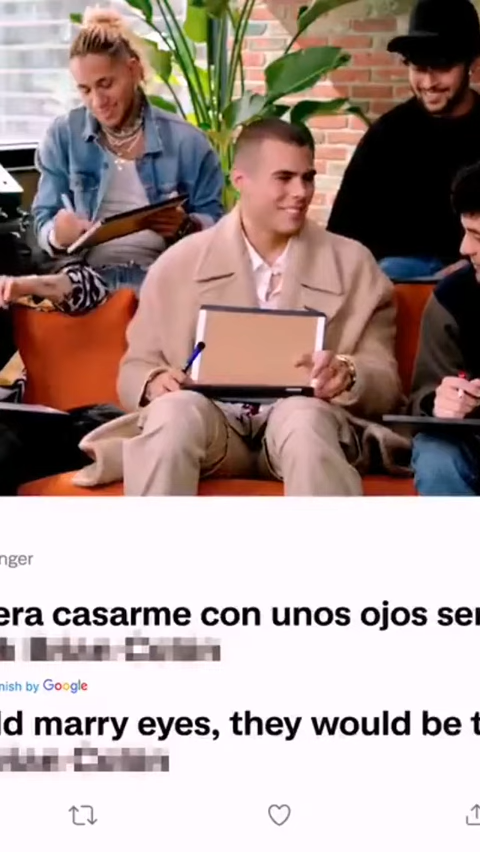 nger
era casarme con unos ojos ser
nish by Google
ld marry eyes, they would be t